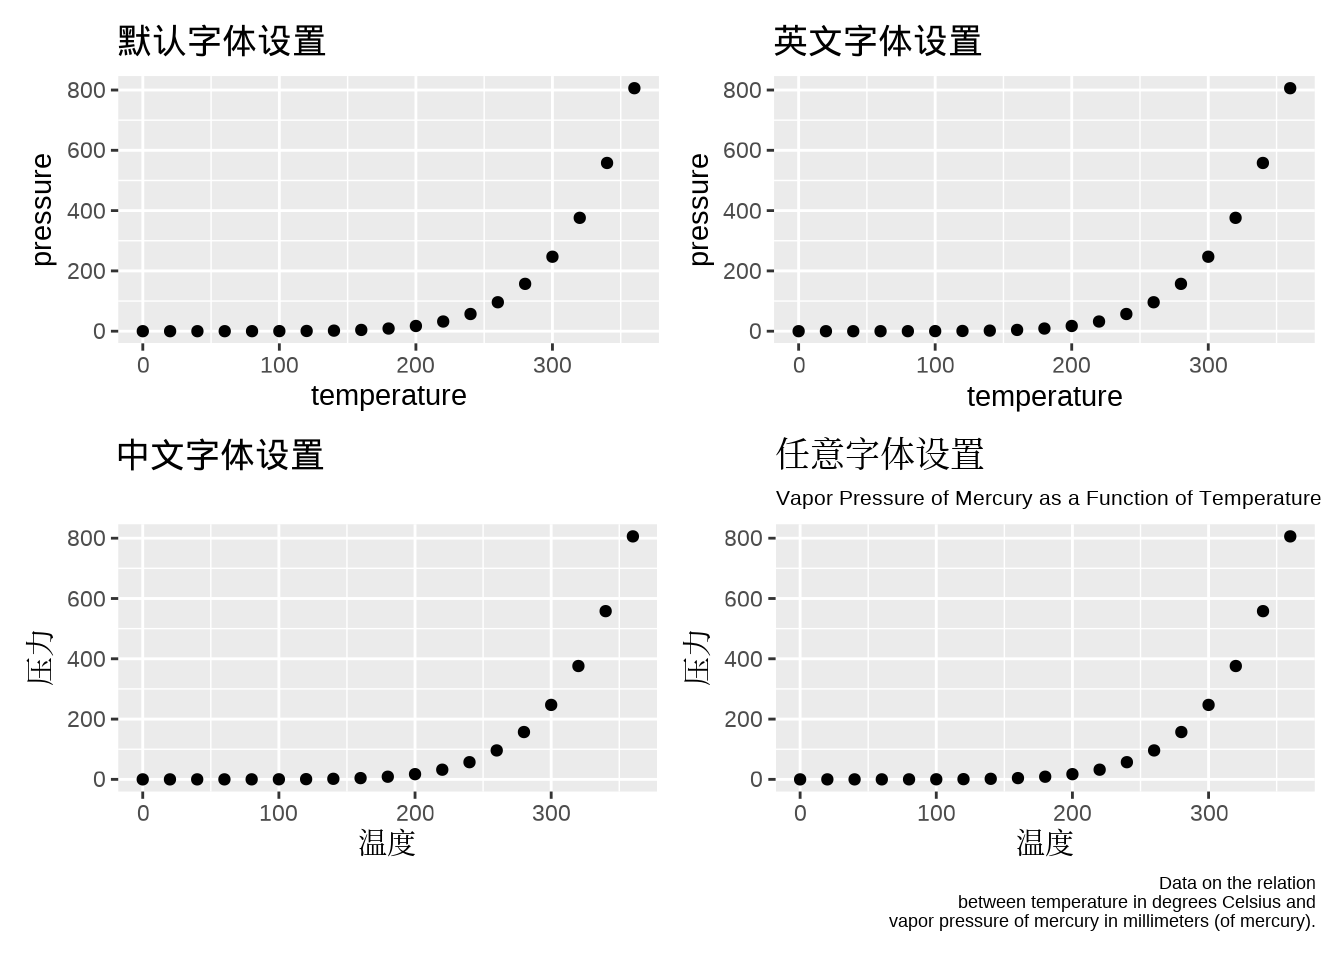 默认字体设置
800
600
400
200
0
pressure
0 100 200 300
temperature
英文字体设置
800
600
400
200
0
pressure
0 100 200 300
temperature
中文字体设置
800
600
400
200
0
压力
0 100 200 300
温度
任意字体设置
Vapor Pressure of Mercury as a Function of Temperature
800
600
400
200
0
压力
0 100 200 300
温度
Data on the relation
between temperature in degrees Celsius and
vapor pressure of mercury in millimeters (of mercury).